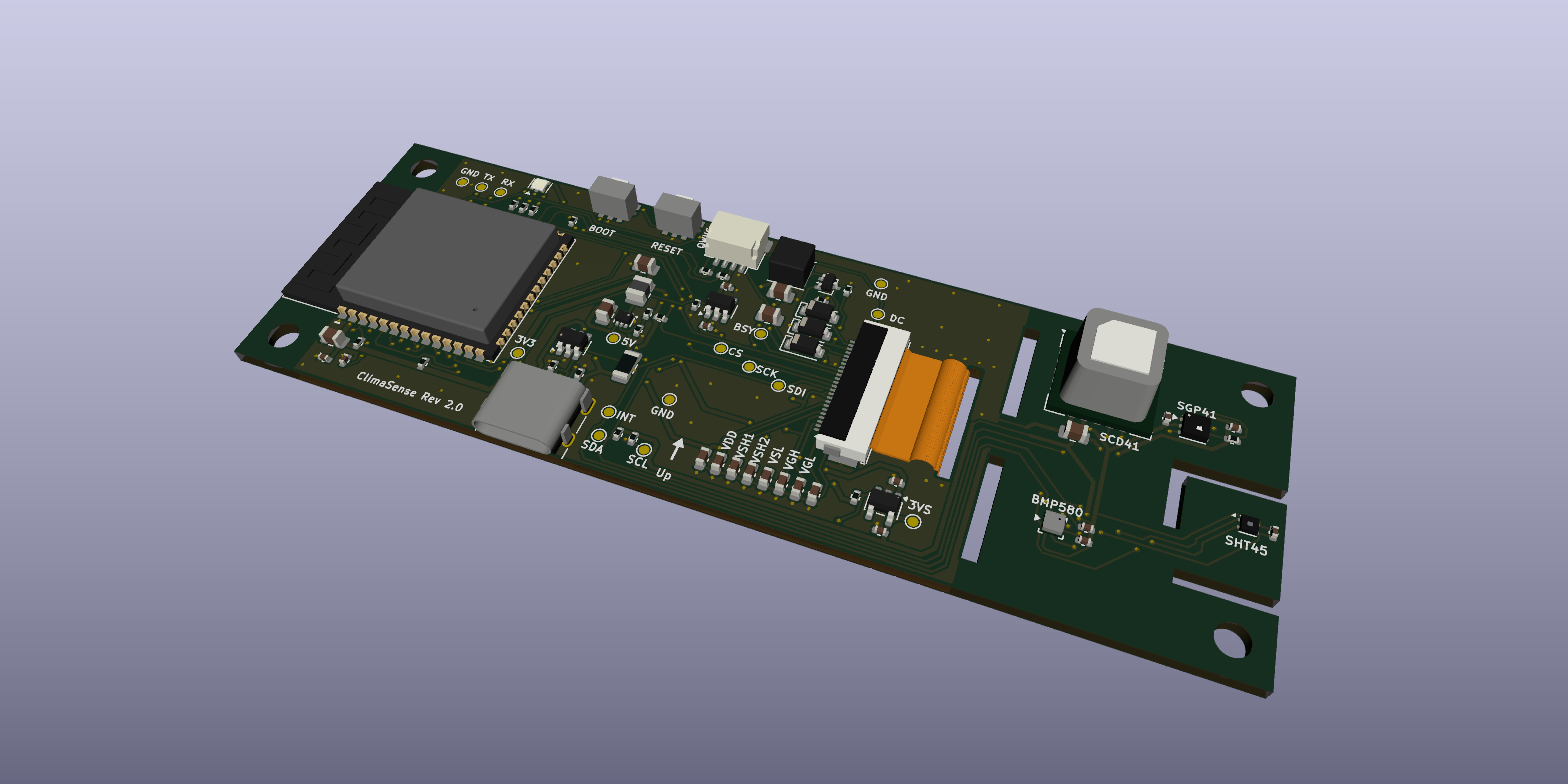 GND TX RX
BOOT
RESET
GND
DC
BSY
CS
SCK
SDI
5V
3V3
ClimaSense Rev 2.0
INT
SDA
SCL
GND
Up
VDD
VSH1
VSH2
VSL
VGH
VGL
3VS
SCD41
SGP41
BMP580
SHT45